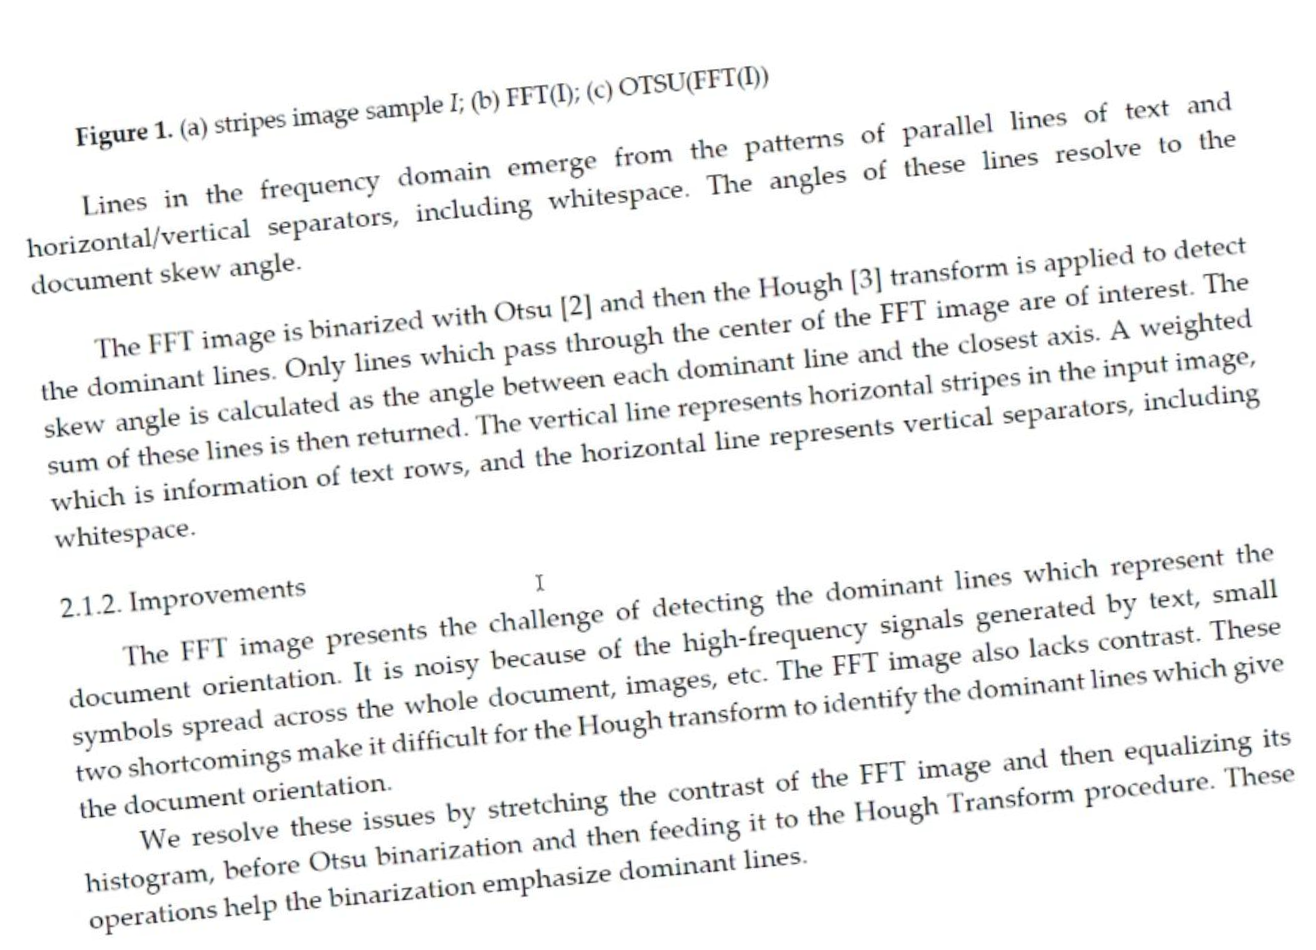 Figure 1. (a) stripes image sample I; (b) FFT(I); (c) OTSU(FFT(I))
Lines in the frequency domain emerge from the patterns of parallel lines of text and
horizontal/vertical separators, including whitespace. The angles of these lines resolve to the
document skew angle.
The FFT image is binarized with Otsu [2] and then the Hough [3] transform is applied to detect
the dominant lines. Only lines which pass through the center of the FFT image are of interest. The
skew angle is calculated as the angle between each dominant line and the closest axis. A weighted
sum of these lines is then returned. The vertical line represents horizontal stripes in the input image,
which is information of text rows, and the horizontal line represents vertical separators, including
whitespace.
2.1.2. Improvements
The FFT image presents the challenge of detecting the dominant lines which represent the
document orientation. It is noisy because of the high-frequency signals generated by text, small
symbols spread across the whole document, images, etc. The FFT image also lacks contrast. These
two shortcomings make it difficult for the Hough transform to identify the dominant lines which give
the document orientation.
We resolve these issues by stretching the contrast of the FFT image and then equalizing its
histogram, before Otsu binarization and then feeding it to the Hough Transform procedure. These
operations help the binarization emphasize dominant lines.